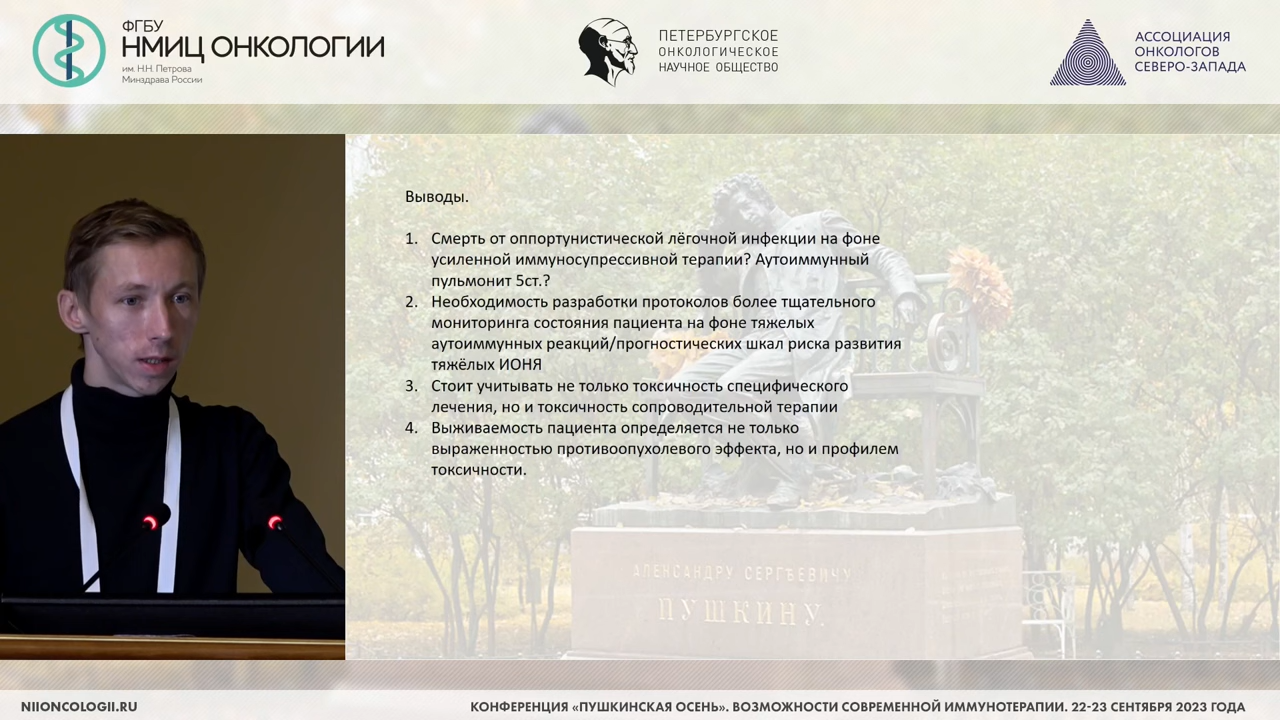 ФГБУ
НМИЦ ОНКОЛОГИИ
им. Н.Н. Петрова
Минздрава России
ПЕТЕРБУРГСКОЕ
ОНКОЛОГИЧЕСКОЕ
НАУЧНОЕ ОБЩЕСТВО
АССОЦИАЦИЯ
ОНКОЛОГОВ
СЕВЕРО-ЗАПАДА
Выводы.
1. Смерть от оппортунистической лёгочной инфекции на фоне
усиленной иммуносупрессивной терапии? Аутоиммунный
пульмонит 5ст.?
2. Необходимость разработки протоколов более тщательного
мониторинга состояния пациента на фоне тяжелых
аутоиммунных реакций/прогностических шкал риска развития
тяжёлых ИОНЯ
3. Стоит учитывать не только токсичность специфического
лечения, но и токсичность сопроводительной терапии
4. Выживаемость пациента определяется не только
выраженностью противоопухолевого эффекта, но и профилем
токсичности.
АЛЕКСАНДРУ СЕРГѢЕВИЧУ
ПУШКИНУ.
NIIONCOLOGII.RU
КОНФЕРЕНЦИЯ «ПУШКИНСКАЯ ОСЕНЬ». ВОЗМОЖНОСТИ СОВРЕМЕННОЙ ИММУНОТЕРАПИИ. 22-23 СЕНТЯБРЯ 2023 ГОДА